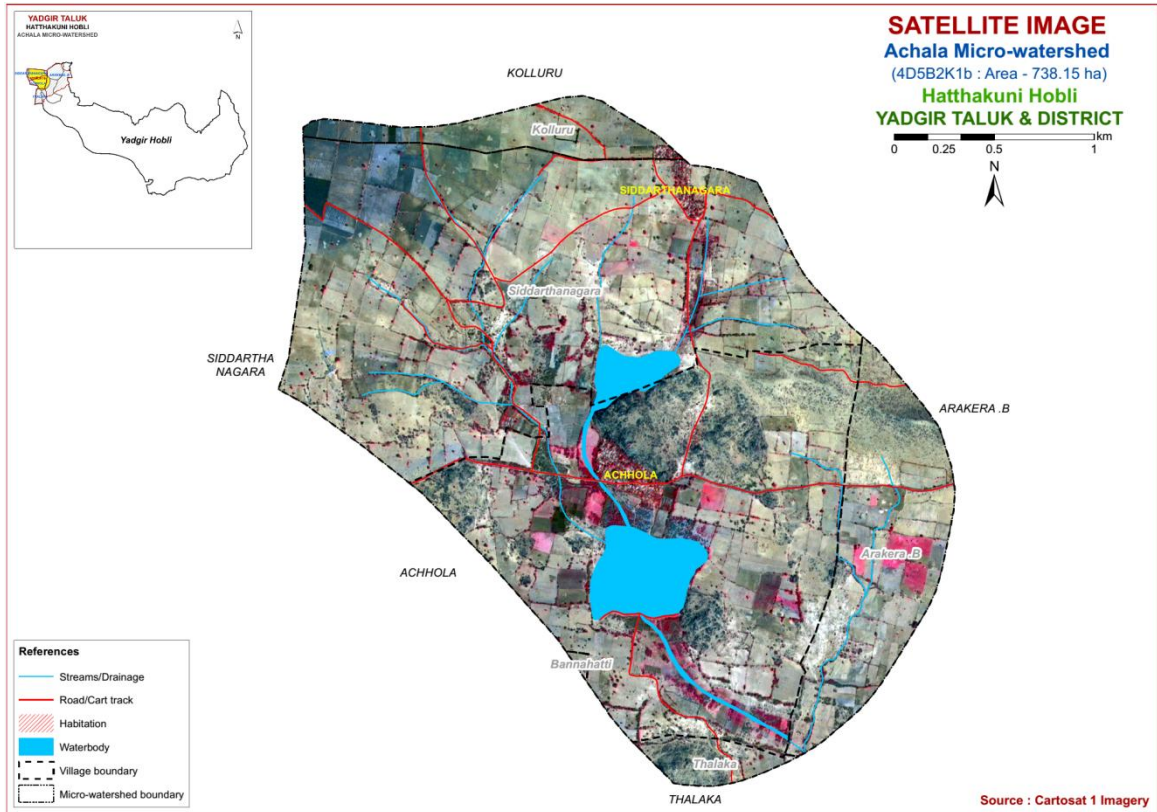 YADGIR TALUK
HATTHAKUNI HOBLI
ACHALA MICRO-WATERSHED
N
Yadgir Hobli
SATELLITE IMAGE
Achala Micro-watershed
(4D5B2K1b : Area - 738.15 ha)
Hatthakuni Hobli
YADGIR TALUK & DISTRICT
km
0 0.25 0.5 1
N
KOLLURU
Kolluru
SIDDARTHANAGARA
Siddarthanagara
SIDDARTHA
NAGARA
ARAKERA .B
ACHHOLA
Arakera .B
ACHHOLA
Bannahatti
Thalaka
THALAKA
References
Streams/Drainage
Road/Cart track
Habitation
Waterbody
Village boundary
Micro-watershed boundary
Source : Cartosat 1 Imagery